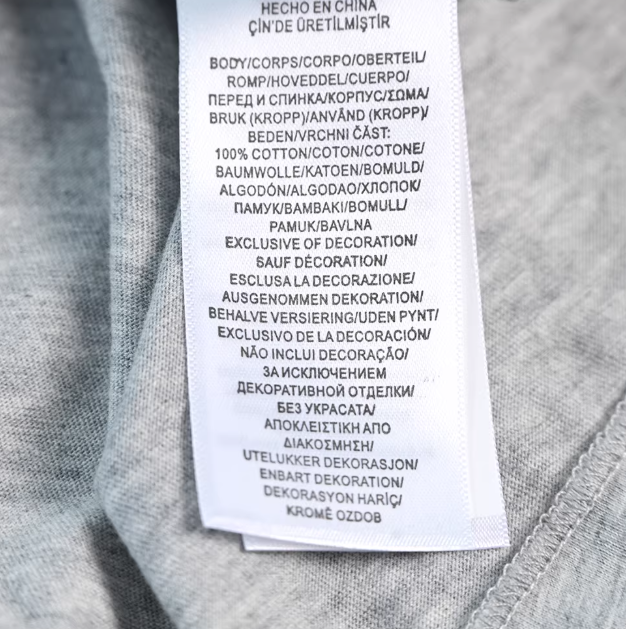 HECHO EN CHINA
ÇİN'DE ÜRETİLMİŞTİR
BODY/CORPS/CORPO/OBERTEIL/
ROMP/HOVEDDEL/CUERPO/
ПЕРЕД И СПИНКА/КОРПУС/ΣΩΜΑ/
BRUK (KROPP)/ANVÄND (KROPP)/
BEDEN/VRCHNI ČÄST:
100% COTTON/COTON/COTONE/
BAUMWOLLE/KATOEN/BOMULD/
ALGODÓN/ALGODAO/ХЛОПОК/
ПАМУК/BAMBAKI/BOMULL/
PAMUK/BAVLNA
EXCLUSIVE OF DECORATION/
SAUF DÉCORATION/
ESCLUSA LA DECORAZIONE/
AUSGENOMMEN DEKORATION/
BEHALVE VERSIERING/UDEN PYNT/
EXCLUSIVO DE LA DECORACIÓN/
NÃO INCLUI DECORAÇÃO/
ЗА ИСКЛЮЧЕНИЕМ
ДЕКОРАТИВНОЙ ОТДЕЛКИ/
БЕЗ УКРАСАТА/
ΑΠΟΚΛΕΙΣΤΙΚΗ ΑΠΟ
ΔΙΑΚΟΣΜΗΣΗ/
UTELUKKER DEKORASJON/
ENBART DEKORATION/
DEKORASYON HARİÇ/
KROMĚ OZDOB